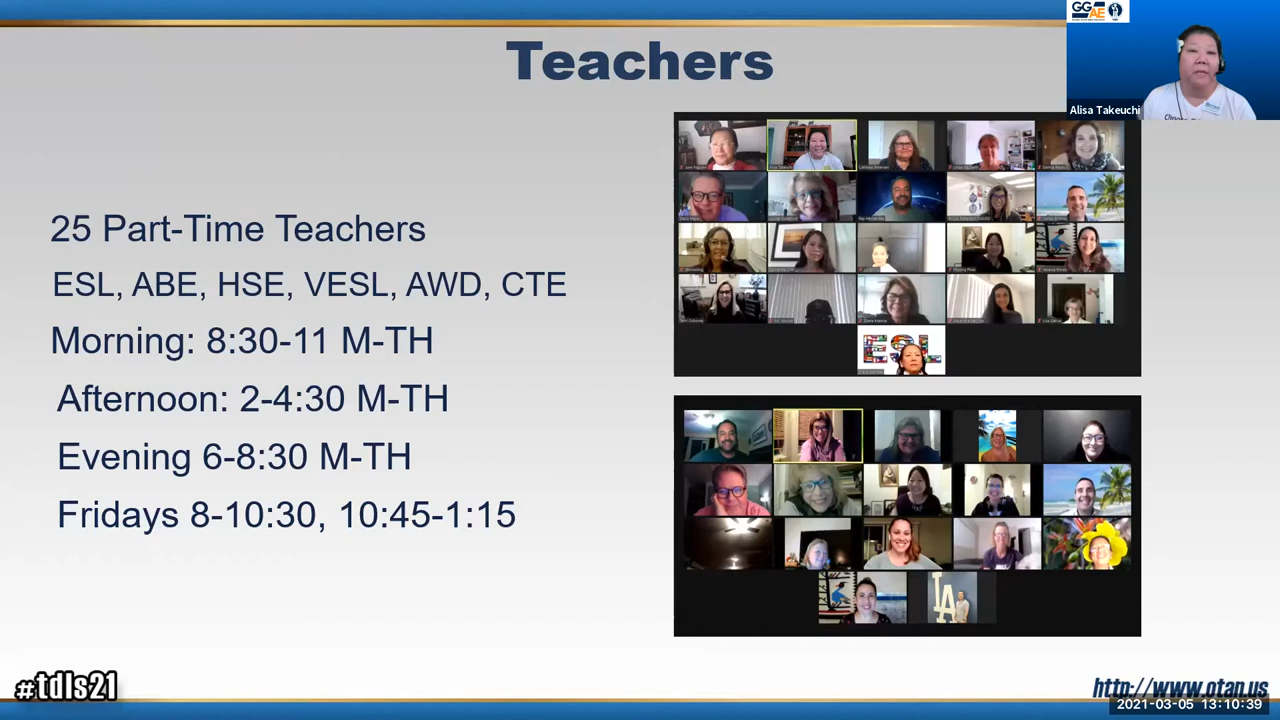 GG
AE
Teachers
Alisa Takeuchi
25 Part-Time Teachers
ESL, ABE, HSE, VESL, AWD, CTE
Morning: 8:30-11 M-TH
Afternoon: 2-4:30 M-TH
Evening 6-8:30 M-TH
Fridays 8-10:30, 10:45-1:15
ESL
LA
#tdls21
http://www.otan.us
2021-03-05 13:10:39